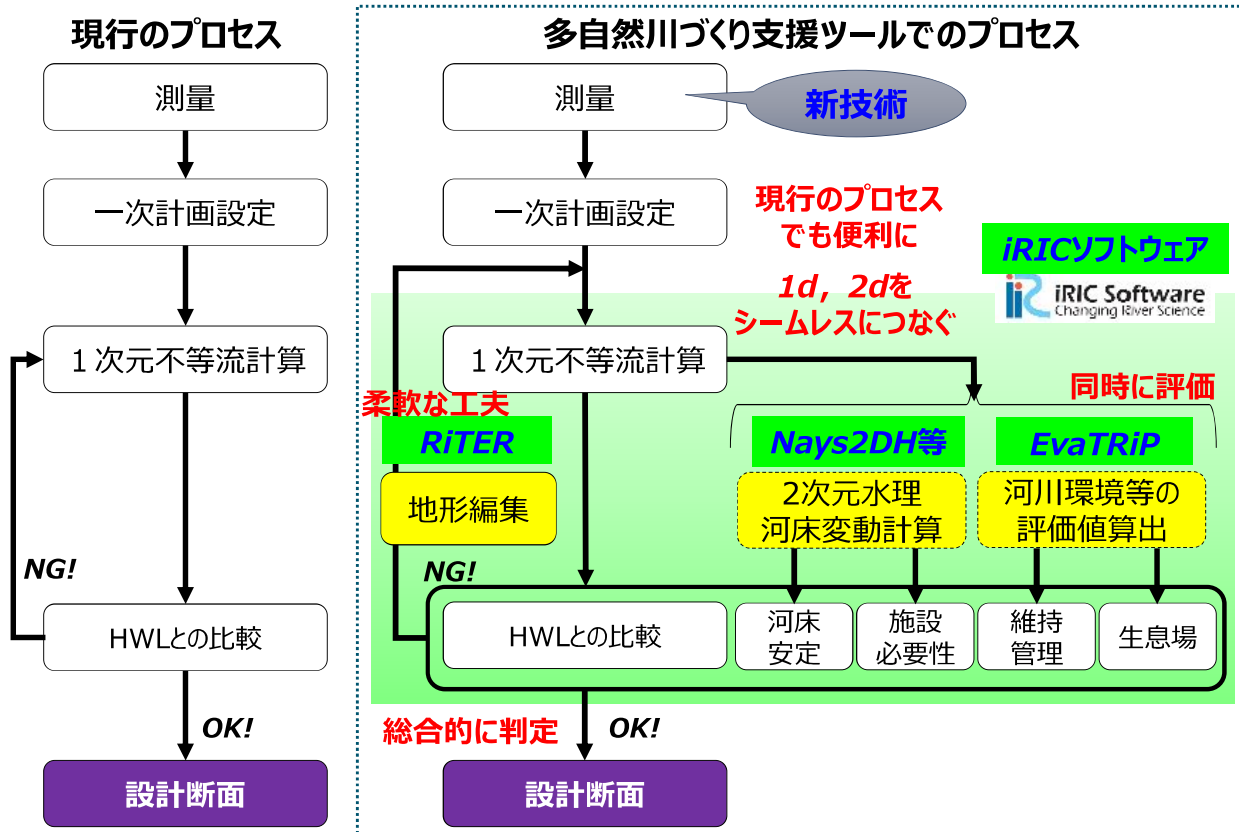 現行のプロセス
測量
一次計画設定
1次元不等流計算
NG!
HWLとの比較
OK!
設計断面
多自然川づくり支援ツールでのプロセス
測量
新技術
一次計画設定
現行のプロセス
でも便利に
iRICソフトウェア
iRIC Software
Changing River Science
1d，2dを
シームレスにつなぐ
1次元不等流計算
同時に評価
柔軟な工夫
RiTER
地形編集
Nays2DH等
2次元水理
河床変動計算
EvaTRiP
河川環境等の
評価値算出
NG!
HWLとの比較
河床
安定
施設
必要性
維持
管理
生息場
総合的に判定
OK!
設計断面